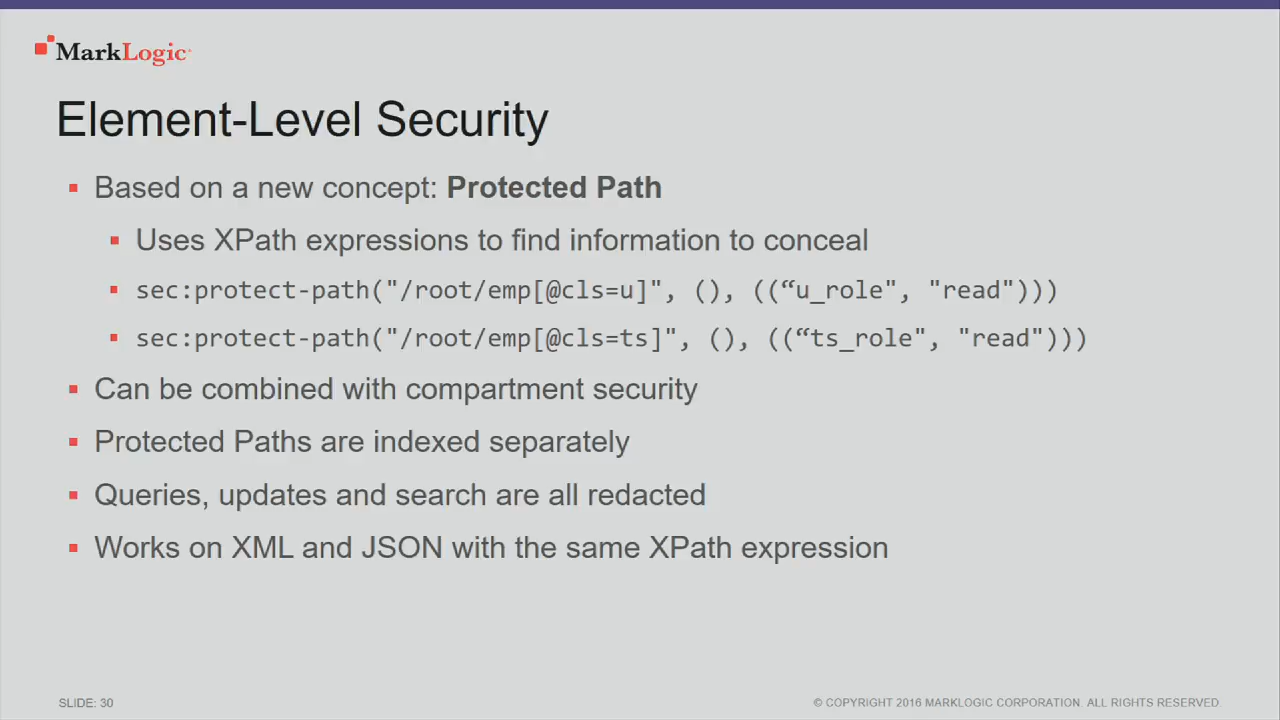 MarkLogic
Element-Level Security
Based on a new concept: Protected Path
Uses XPath expressions to find information to conceal
sec:protect-path("/root/emp[@cls=u]", (), ((“u_role", "read")))
sec:protect-path("/root/emp[@cls=ts]", (), ((“ts_role", "read")))
Can be combined with compartment security
Protected Paths are indexed separately
Queries, updates and search are all redacted
Works on XML and JSON with the same XPath expression
SLIDE: 30
© COPYRIGHT 2016 MARKLOGIC CORPORATION. ALL RIGHTS RESERVED.